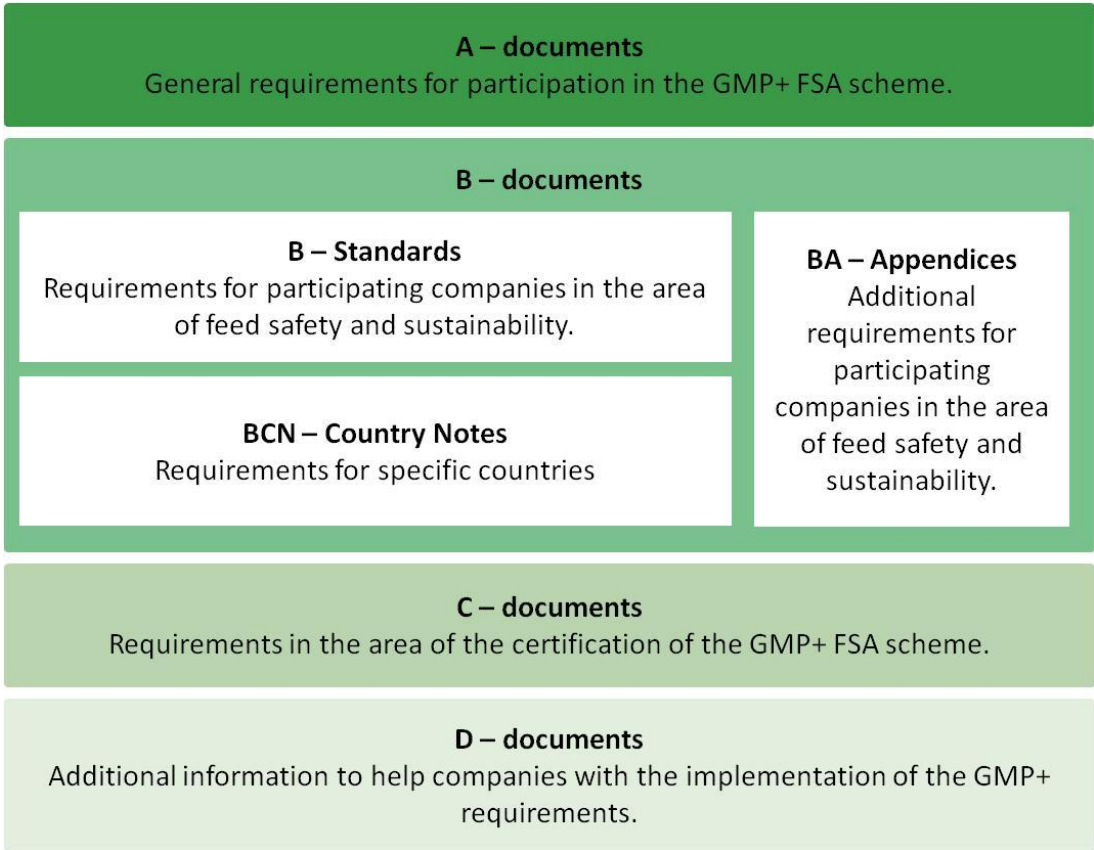 A – documents
General requirements for participation in the GMP+ FSA scheme.
B – documents
B – Standards
Requirements for participating companies in the area
of feed safety and sustainability.
BCN – Country Notes
Requirements for specific countries
BA – Appendices
Additional
requirements for
participating
companies in the area
of feed safety and
sustainability.
C – documents
Requirements in the area of the certification of the GMP+ FSA scheme.
D – documents
Additional information to help companies with the implementation of the GMP+
requirements.